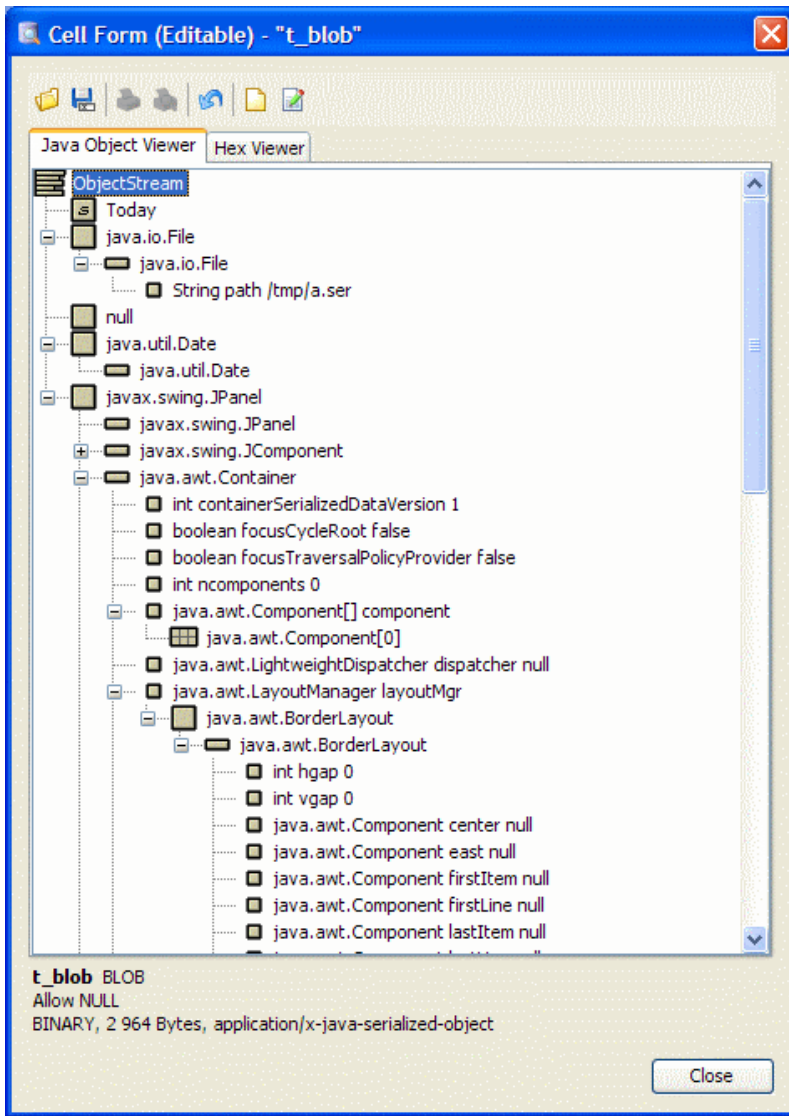 Cell Form (Editable) - "t_blob"
Java Object Viewer
Hex Viewer
ObjectStream
s Today
java.io.File
java.io.File
String path /tmp/a.ser
null
java.util.Date
java.util.Date
javax.swing.JPanel
javax.swing.JPanel
javax.swing.JComponent
java.awt.Container
int containerSerializedDataVersion 1
boolean focusCycleRoot false
boolean focusTraversalPolicyProvider false
int ncomponents 0
java.awt.Component[] component
java.awt.Component[0]
java.awt.LightweightDispatcher dispatcher null
java.awt.LayoutManager layoutMgr
java.awt.BorderLayout
java.awt.BorderLayout
int hgap 0
int vgap 0
java.awt.Component center null
java.awt.Component east null
java.awt.Component firstItem null
java.awt.Component firstLine null
java.awt.Component lastItem null
t_blob BLOB
Allow NULL
BINARY, 2 964 Bytes, application/x-java-serialized-object
Close